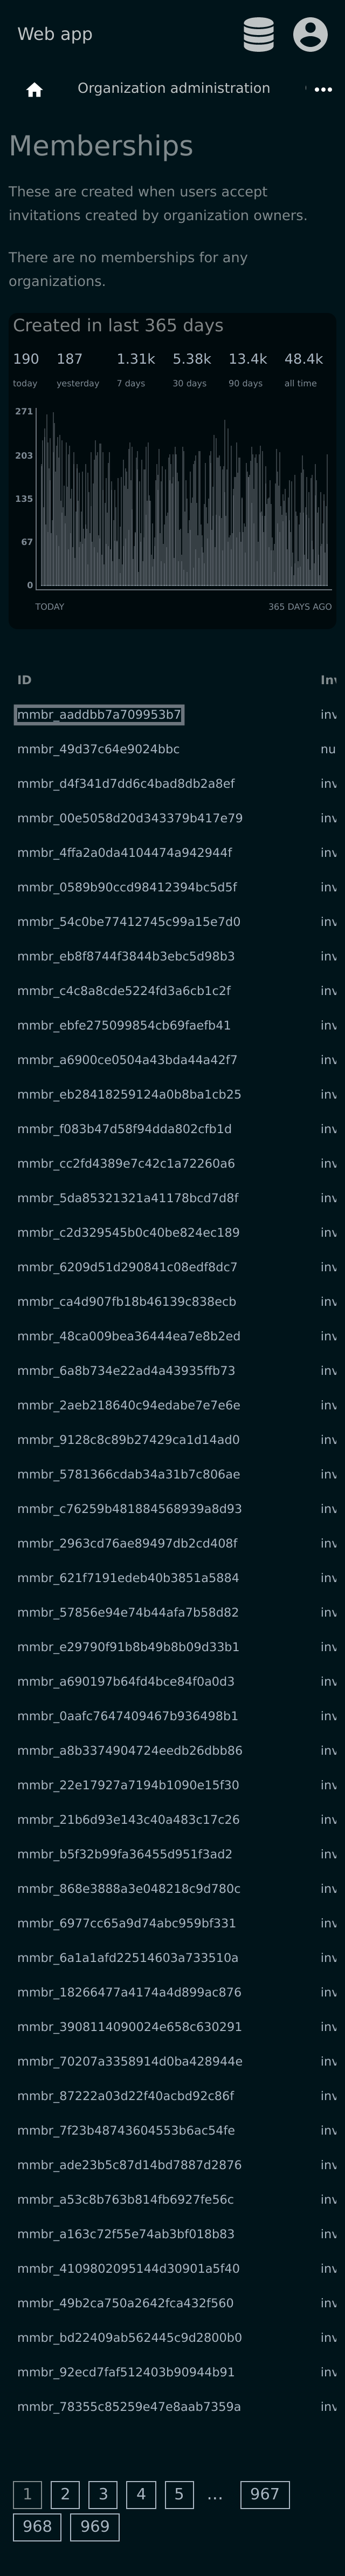 Web app
Organization administration
Memberships
These are created when users accept
invitations created by organization owners.
There are no memberships for any
organizations.
Created in last 365 days
190 187 1.31k 5.38k 13.4k 48.4k
today yesterday 7 days 30 days 90 days all time
271
203
135
67
0
TODAY 365 DAYS AGO
ID Inv
mmbr_aaddbb7a709953b7 inv
mmbr_49d37c64e9024bbc nu
mmbr_d4f341d7dd6c4bad8db2a8ef inv
mmbr_00e5058d20d343379b417e79 inv
mmbr_4ffa2a0da4104474a942944f inv
mmbr_0589b90ccd98412394bc5d5f inv
mmbr_54c0be77412745c99a15e7d0 inv
mmbr_eb8f8744f3844b3ebc5d98b3 inv
mmbr_c4c8a8cde5224fd3a6cb1c2f inv
mmbr_ebfe275099854cb69faefb41 inv
mmbr_a6900ce0504a43bda44a42f7 inv
mmbr_eb28418259124a0b8ba1cb25 inv
mmbr_f083b47d58f94dda802cfb1d inv
mmbr_cc2fd4389e7c42c1a72260a6 inv
mmbr_5da85321321a41178bcd7d8f inv
mmbr_c2d329545b0c40be824ec189 inv
mmbr_6209d51d290841c08edf8dc7 inv
mmbr_ca4d907fb18b46139c838ecb inv
mmbr_48ca009bea36444ea7e8b2ed inv
mmbr_6a8b734e22ad4a43935ffb73 inv
mmbr_2aeb218640c94edabe7e7e6e inv
mmbr_9128c8c89b27429ca1d14ad0 inv
mmbr_5781366cdab34a31b7c806ae inv
mmbr_c76259b481884568939a8d93 inv
mmbr_2963cd76ae89497db2cd408f inv
mmbr_621f7191edeb40b3851a5884 inv
mmbr_57856e94e74b44afa7b58d82 inv
mmbr_e29790f91b8b49b8b09d33b1 inv
mmbr_a690197b64fd4bce84f0a0d3 inv
mmbr_0aafc7647409467b936498b1 inv
mmbr_a8b3374904724eedb26dbb86 inv
mmbr_22e17927a7194b1090e15f30 inv
mmbr_21b6d93e143c40a483c17c26 inv
mmbr_b5f32b99fa36455d951f3ad2 inv
mmbr_868e3888a3e048218c9d780c inv
mmbr_6977cc65a9d74abc959bf331 inv
mmbr_6a1a1afd22514603a733510a inv
mmbr_18266477a4174a4d899ac876 inv
mmbr_3908114090024e658c630291 inv
mmbr_70207a3358914d0ba428944e inv
mmbr_87222a03d22f40acbd92c86f inv
mmbr_7f23b48743604553b6ac54fe inv
mmbr_ade23b5c87d14bd7887d2876 inv
mmbr_a53c8b763b814fb6927fe56c inv
mmbr_a163c72f55e74ab3bf018b83 inv
mmbr_4109802095144d30901a5f40 inv
mmbr_49b2ca750a2642fca432f560 inv
mmbr_bd22409ab562445c9d2800b0 inv
mmbr_92ecd7faf512403b90944b91 inv
mmbr_78355c85259e47e8aab7359a inv
1 2 3 4 5 … 967
968 969